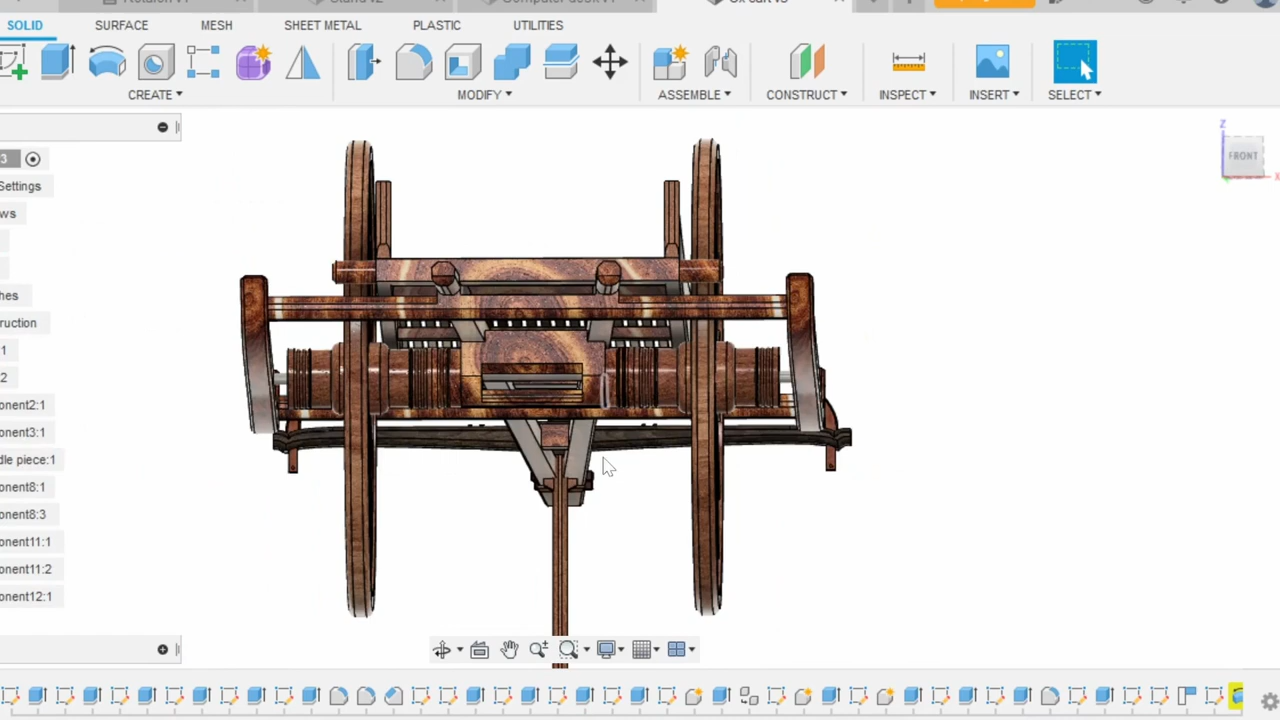 SOLID SURFACE MESH SHEET METAL PLASTIC UTILITIES
CREATE MODIFY ASSEMBLE CONSTRUCT INSPECT INSERT SELECT
3
Settings
ws
hes
ruction
1
2
onent2:1
onent3:1
dle piece:1
onent8:1
onent8:3
onent11:1
onent11:2
onent12:1
Z
FRONT
X